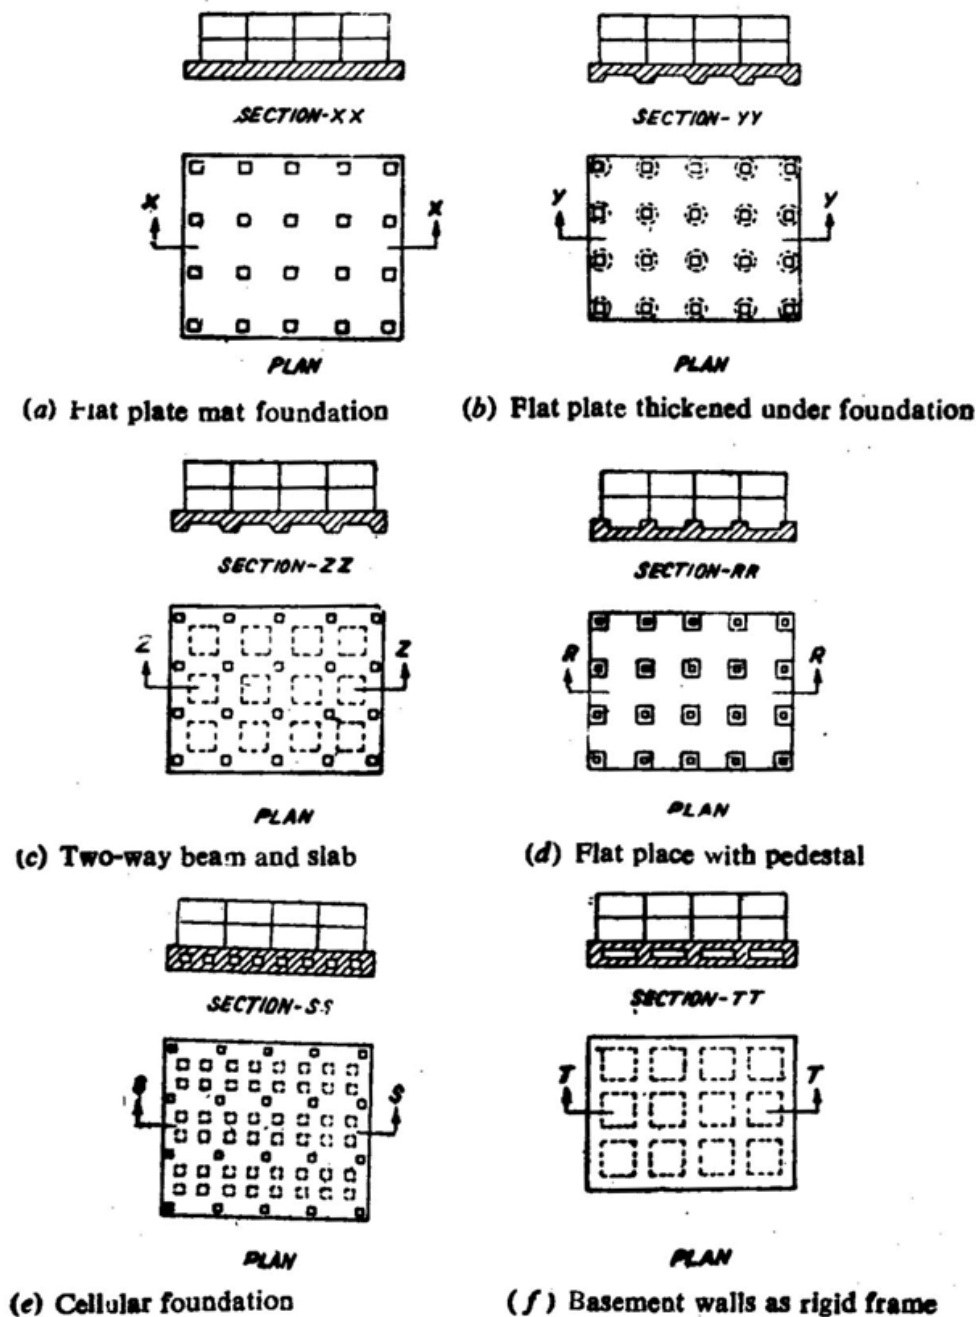 SECTION-XX
SECTION-YY
X
X
Y
Y
PLAN
PLAN
(a) Flat plate mat foundation
(b) Flat plate thickened under foundation
SECTION-ZZ
SECTION-RR
Z
Z
R
R
PLAN
PLAN
(c) Two-way beam and slab
(d) Flat place with pedestal
SECTION-SS
SECTION-TT
S
S
T
T
PLAN
PLAN
(e) Cellular foundation
(f) Basement walls as rigid frame